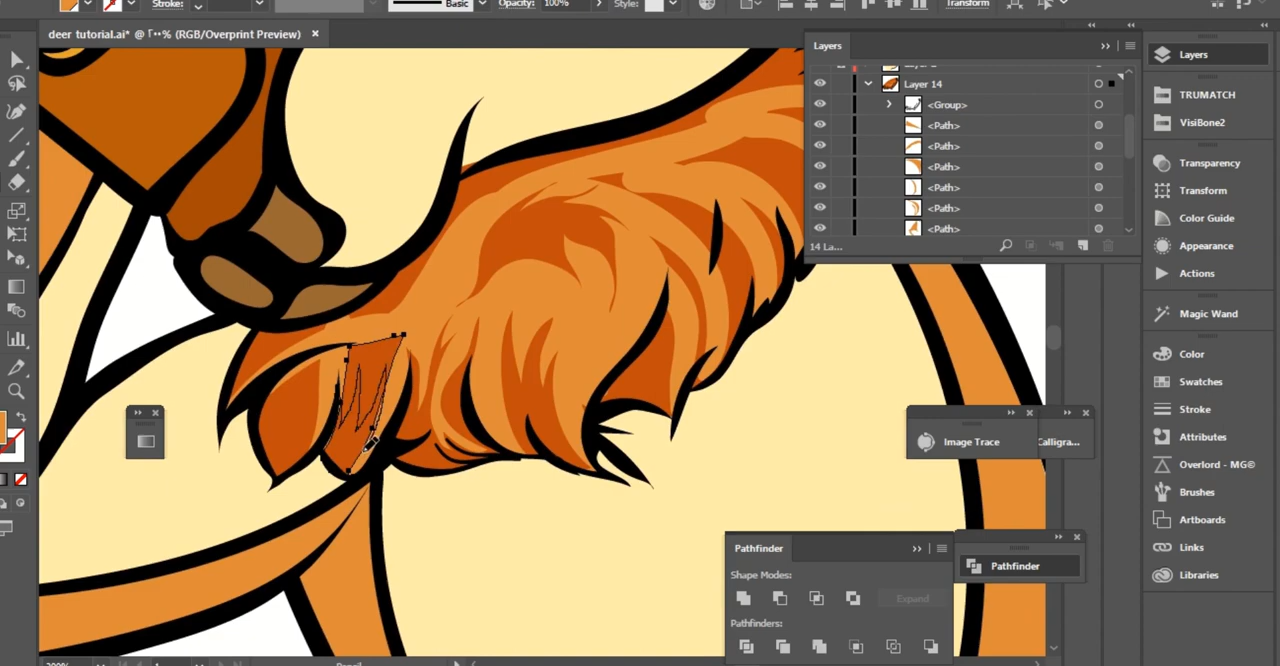 Stroke:
Basic
Opacity:
100%
Style:
Transform
deer tutorial.ai* @ ٢٠٠% (RGB/Overprint Preview)
Layers
Layer 14
<Group>
<Path>
<Path>
<Path>
<Path>
<Path>
<Path>
14 La...
Layers
TRUMATCH
VisiBone2
Transparency
Transform
Color Guide
Appearance
Actions
Magic Wand
Color
Swatches
Stroke
Attributes
Overlord - MG©
Brushes
Artboards
Links
Libraries
Image Trace
Calligra...
Pathfinder
Pathfinder
Shape Modes:
Expand
Pathfinders: